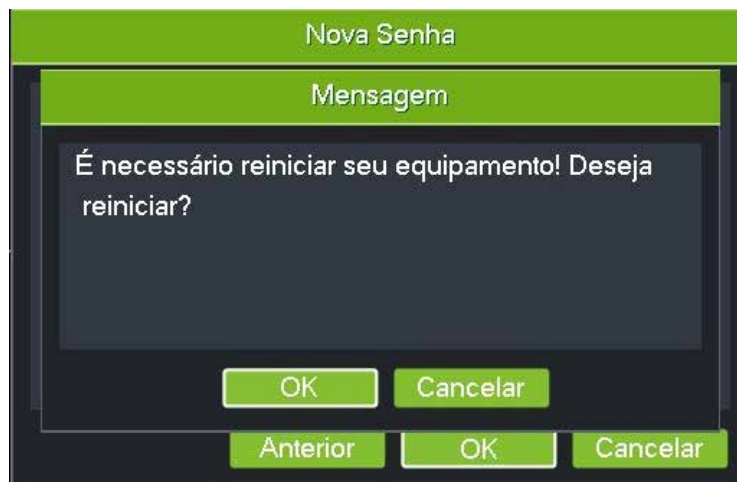 Nova Senha
Mensagem
É necessário reiniciar seu equipamento! Deseja
reiniciar?
OK Cancelar
Anterior OK Cancelar